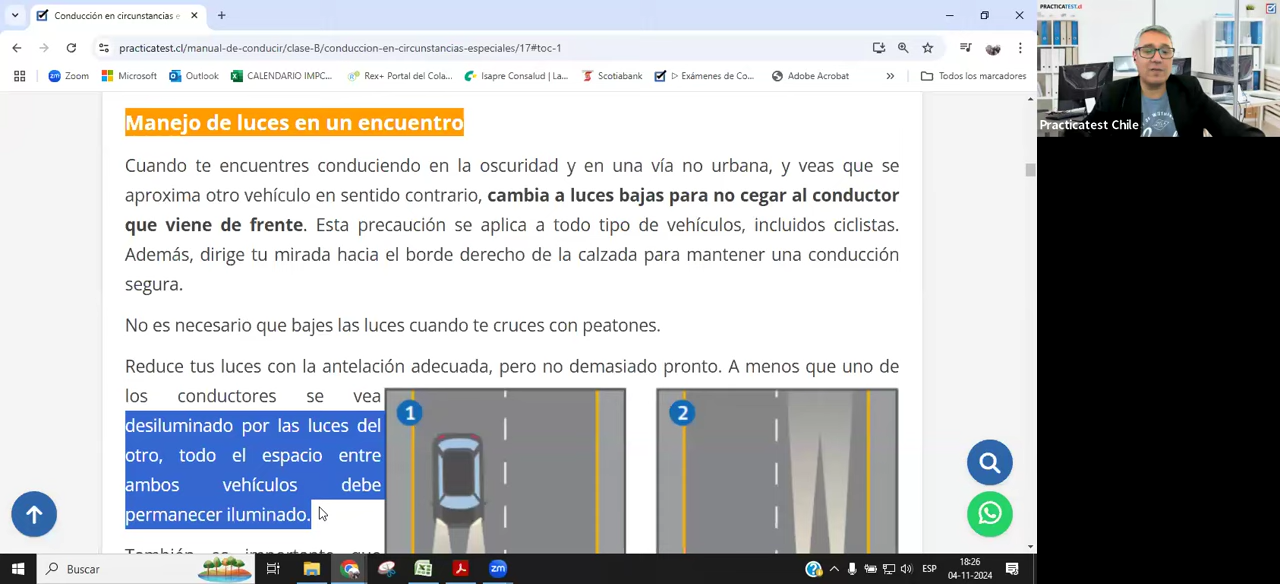 Conducción en circunstancias e
practicatest.cl/manual-de-conducir/clase-B/conduccion-en-circunstancias-especiales/17#toc-1
Zoom
Microsoft
Outlook
CALENDARIO IMPC...
Rex+ Portal del Cola...
Isapre Consalud | La...
Scotiabank
▷ Exámenes de Co...
Adobe Acrobat
»
Todos los marcadores
Manejo de luces en un encuentro
Cuando te encuentres conduciendo en la oscuridad y en una vía no urbana, y veas que se
aproxima otro vehículo en sentido contrario, cambia a luces bajas para no cegar al conductor
que viene de frente. Esta precaución se aplica a todo tipo de vehículos, incluidos ciclistas.
Además, dirige tu mirada hacia el borde derecho de la calzada para mantener una conducción
segura.
No es necesario que bajes las luces cuando te cruces con peatones.
Reduce tus luces con la antelación adecuada, pero no demasiado pronto. A menos que uno de
los conductores se vea
desiluminado por las luces del
otro, todo el espacio entre
ambos vehículos debe
permanecer iluminado.
También es importante que
1
2
PRACTICATEST.CL
Practicatest Chile
Buscar
zm
ESP
18:26
04-11-2024